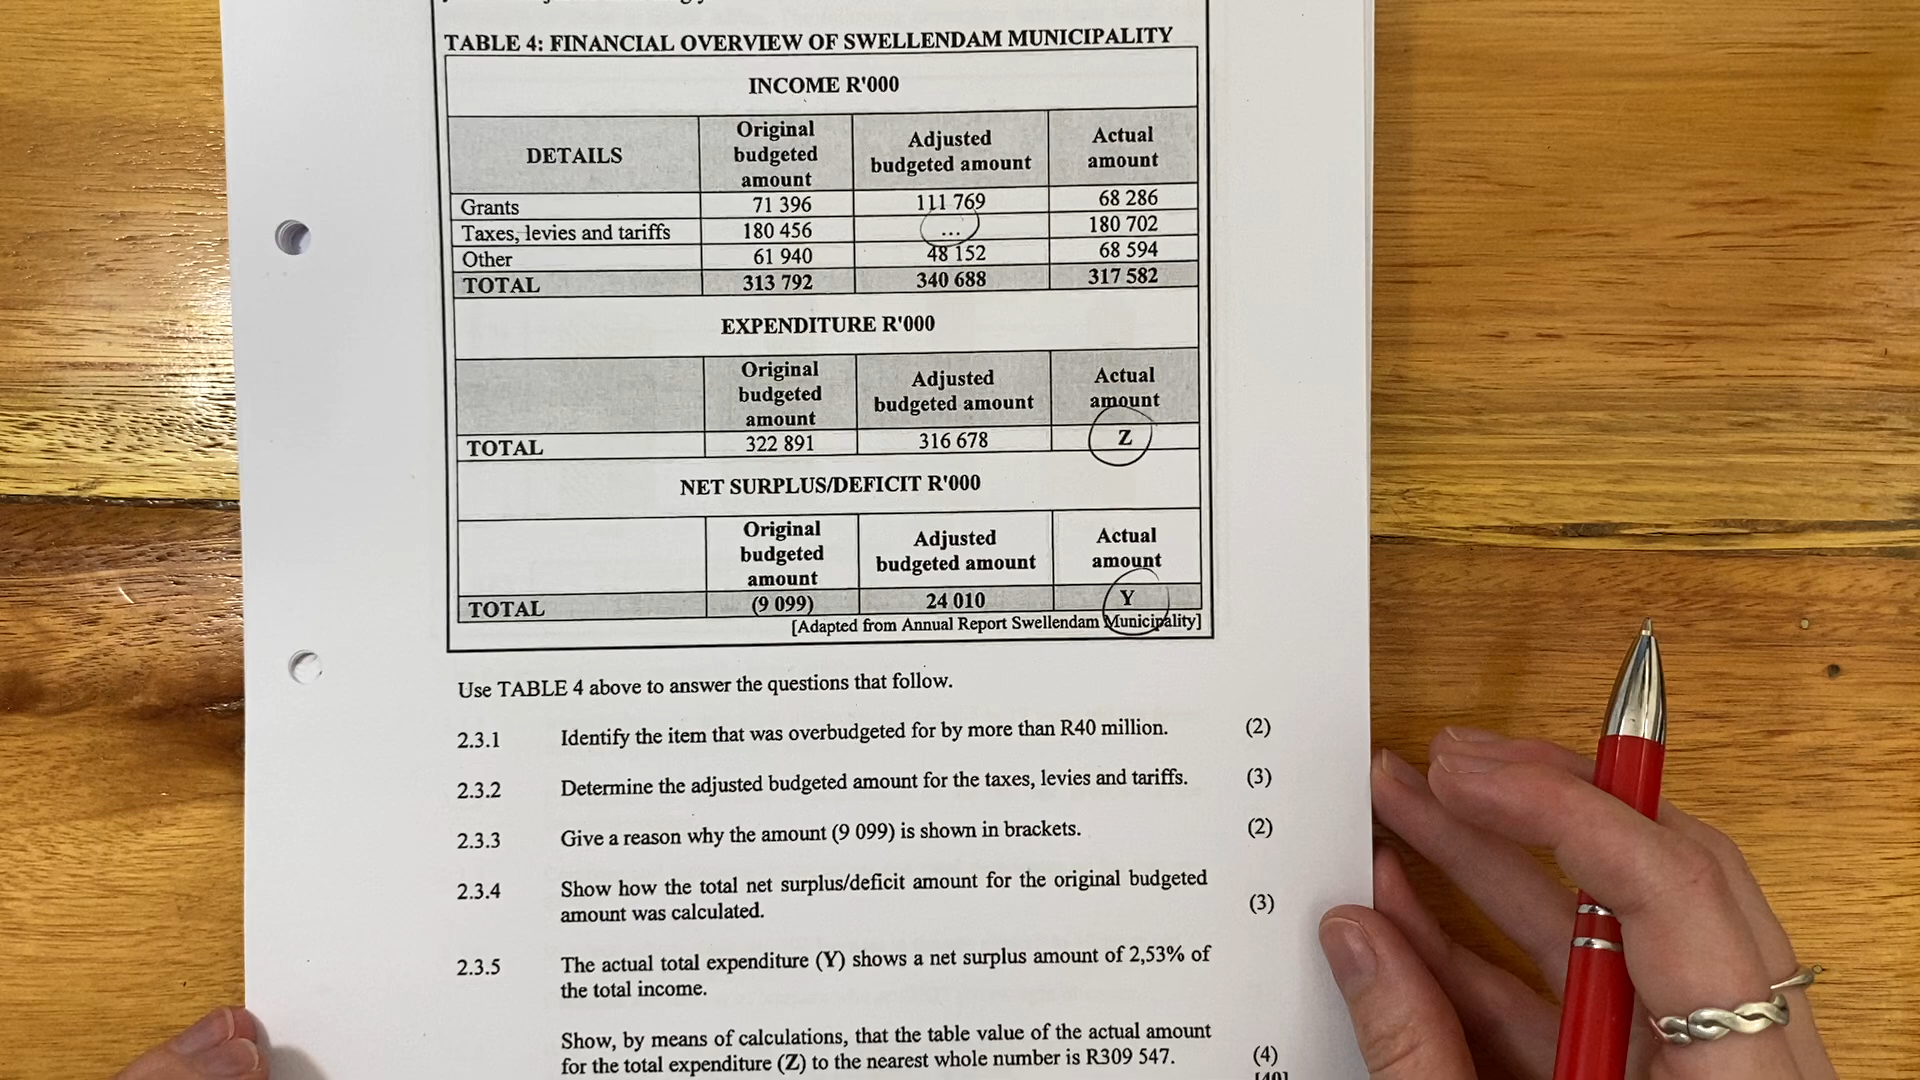 TABLE 4: FINANCIAL OVERVIEW OF SWELLENDAM MUNICIPALITY
INCOME R'000
DETAILS Original budgeted amount Adjusted budgeted amount Actual amount
Grants 71 396 111 769 68 286
Taxes, levies and tariffs 180 456 ... 180 702
Other 61 940 48 152 68 594
TOTAL 313 792 340 688 317 582
EXPENDITURE R'000
Original budgeted amount Adjusted budgeted amount Actual amount
TOTAL 322 891 316 678 Z
NET SURPLUS/DEFICIT R'000
Original budgeted amount Adjusted budgeted amount Actual amount
TOTAL (9 099) 24 010 Y
[Adapted from Annual Report Swellendam Municipality]
Use TABLE 4 above to answer the questions that follow.
2.3.1 Identify the item that was overbudgeted for by more than R40 million. (2)
2.3.2 Determine the adjusted budgeted amount for the taxes, levies and tariffs. (3)
2.3.3 Give a reason why the amount (9 099) is shown in brackets. (2)
2.3.4 Show how the total net surplus/deficit amount for the original budgeted
amount was calculated. (3)
2.3.5 The actual total expenditure (Y) shows a net surplus amount of 2,53% of
the total income.
Show, by means of calculations, that the table value of the actual amount
for the total expenditure (Z) to the nearest whole number is R309 547. (4)
[40]